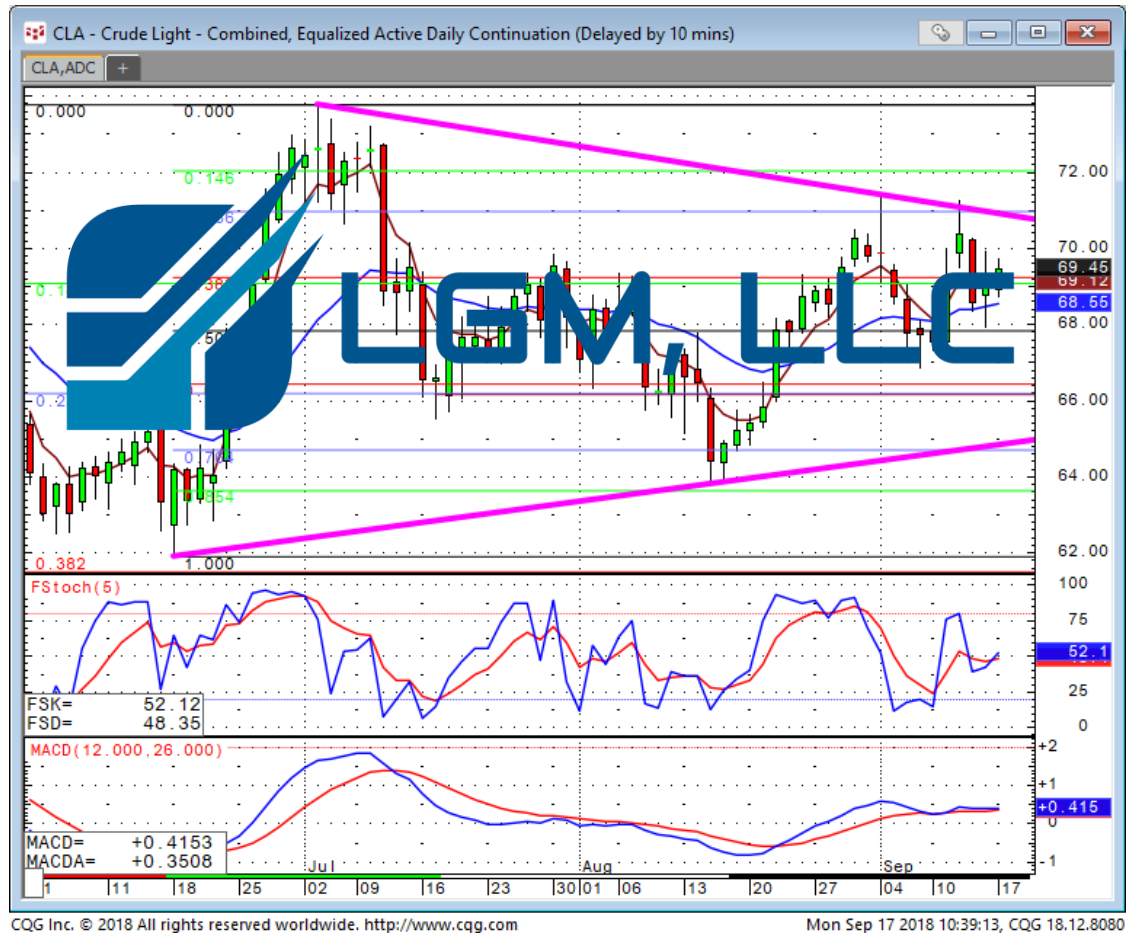 CLA - Crude Light - Combined, Equalized Active Daily Continuation (Delayed by 10 mins)
CLA,ADC +
0.000 0.000
0.146
72.00
70.00
69.45
69.12
68.55
68.00
LGM, LLC
66.00
64.00
0.854
62.00
0.382 1.000
FStoch(5)
100
75
52.1
25
0
FSK= 52.12
FSD= 48.35
MACD(12.000,26.000)
+2
+1
+0.415
0
-1
MACD= +0.4153
MACDA= +0.3508
Jul Aug Sep
1 11 18 25 02 09 16 23 30 01 06 13 20 27 04 10 17
CQG Inc. © 2018 All rights reserved worldwide. http://www.cqg.com
Mon Sep 17 2018 10:39:13, CQG 18.12.8080